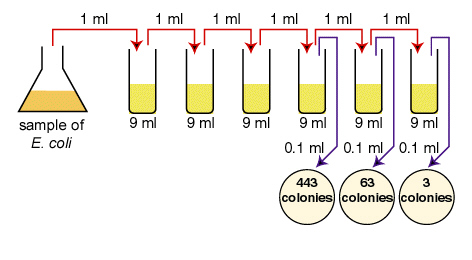 1 ml 1 ml 1 ml 1 ml 1 ml 1 ml
9 ml 9 ml 9 ml 9 ml 9 ml 9 ml
sample of
E. coli
0.1 ml 0.1 ml 0.1 ml
443 63 3
colonies colonies colonies